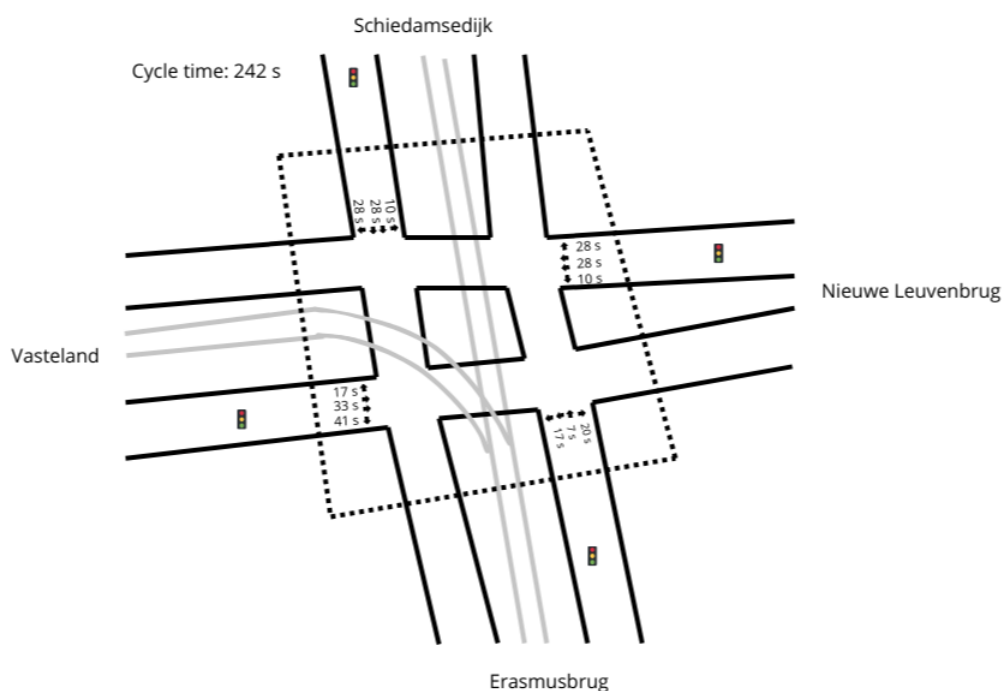 Schiedamsedijk
Cycle time: 242 s
28 s
28 s
10 s
28 s
28 s
10 s
Nieuwe Leuvenbrug
Vasteland
17 s
33 s
41 s
17 s
7 s
20 s
Erasmusbrug